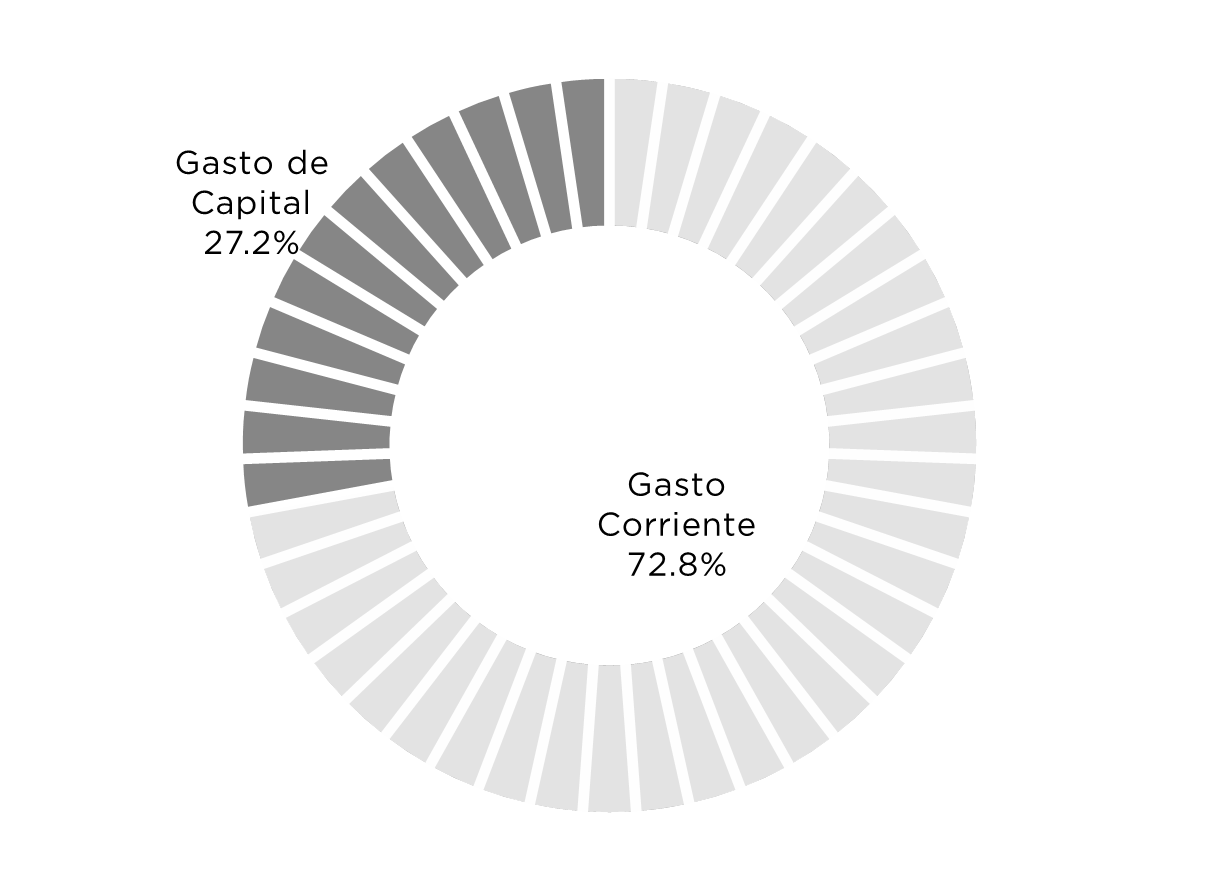 Gasto de
Capital
27.2%
Gasto
Corriente
72.8%